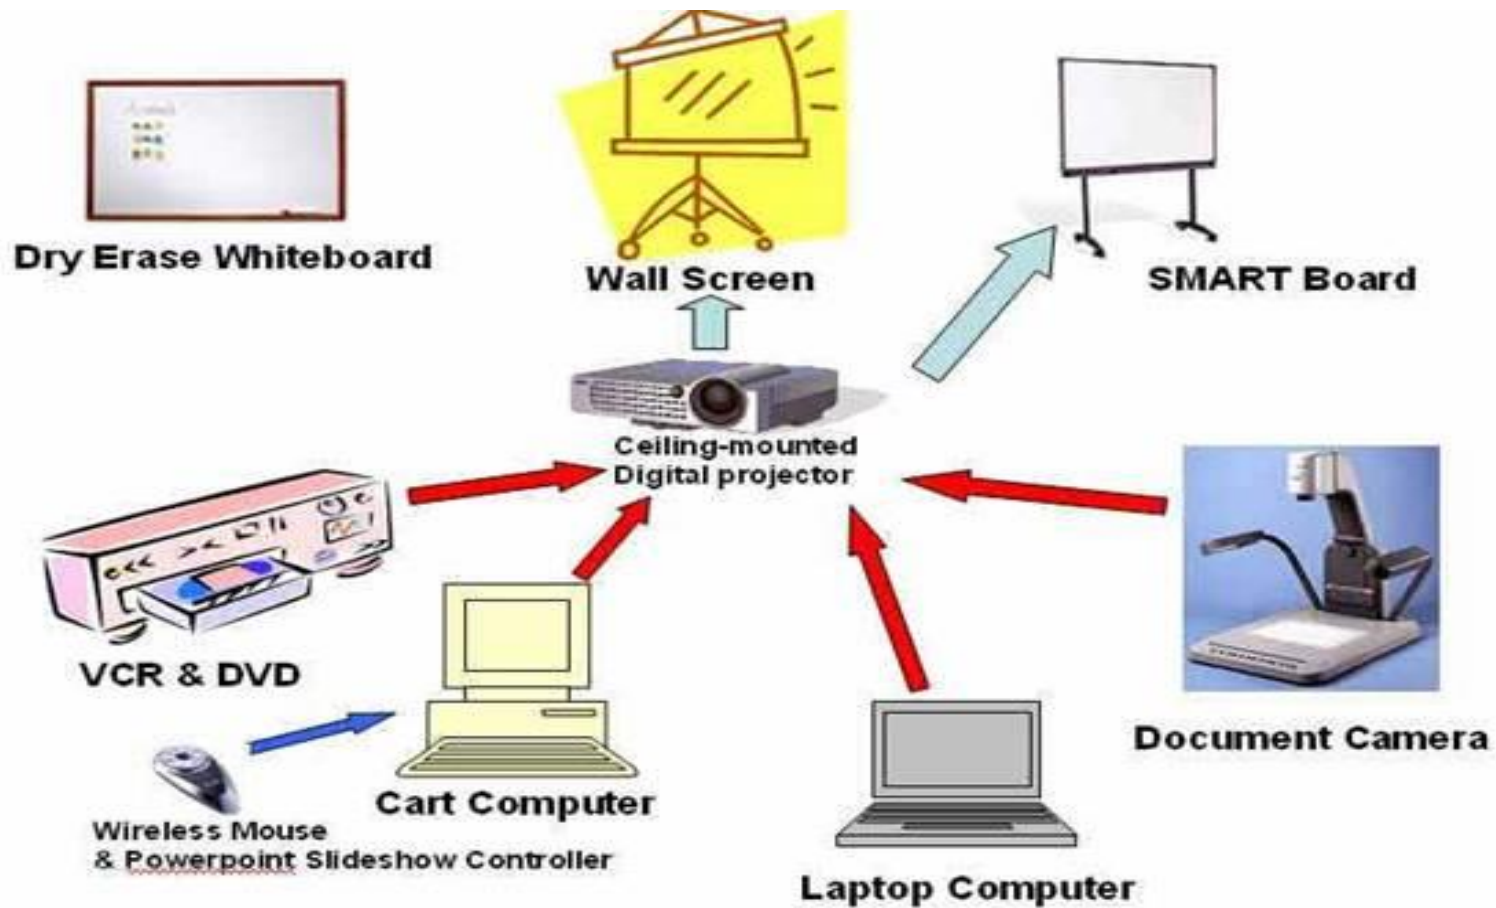 Dry Erase Whiteboard
Wall Screen
SMART Board
Ceiling-mounted
Digital projector
VCR & DVD
Document Camera
Cart Computer
Wireless Mouse
& Powerpoint Slideshow Controller
Laptop Computer